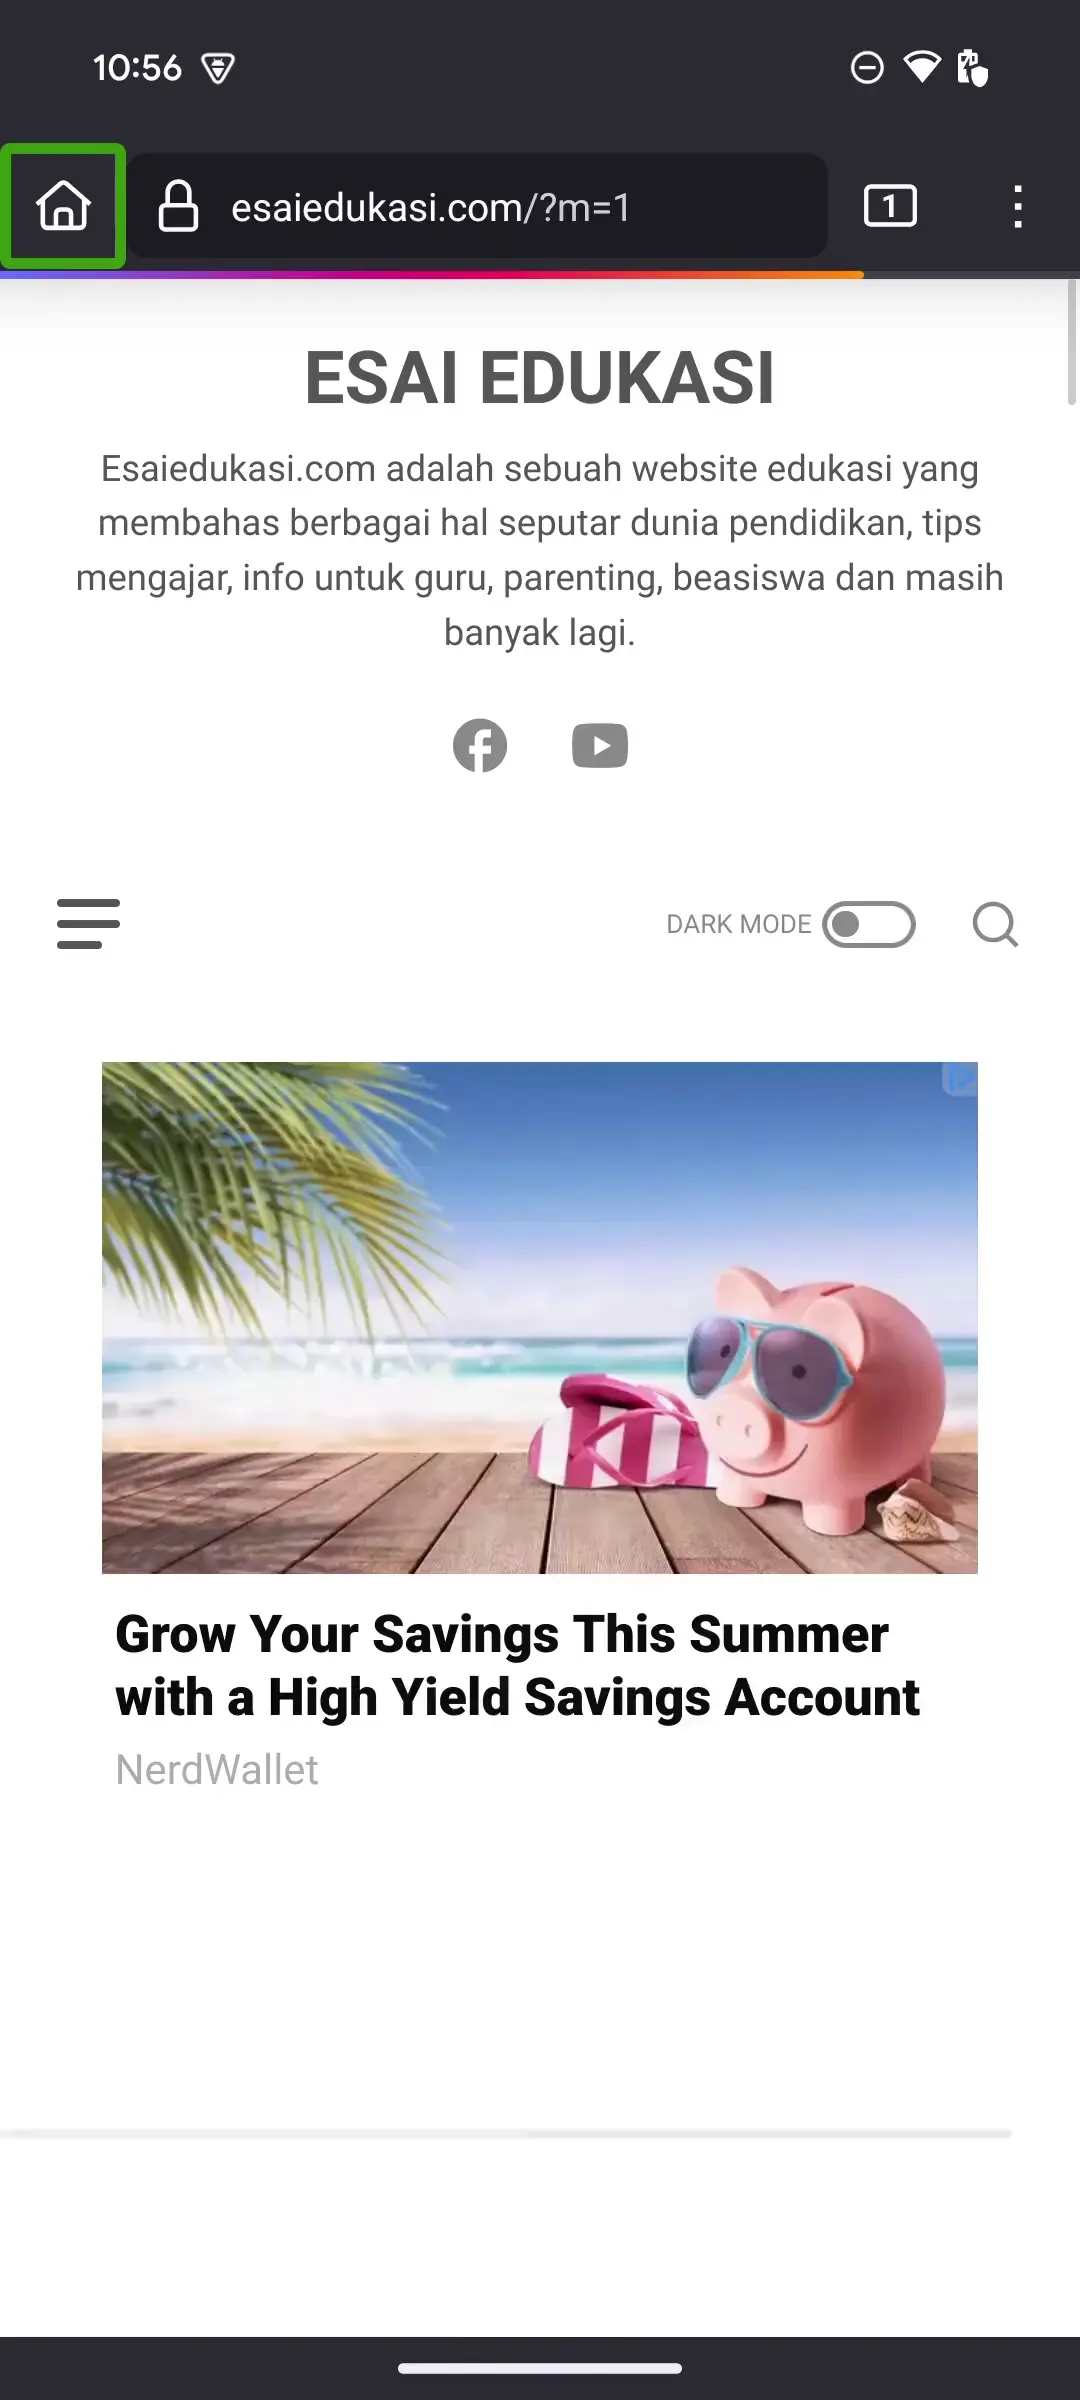 10:56
esaiedukasi.com/?m=1
1
ESAI EDUKASI
Esaiedukasi.com adalah sebuah website edukasi yang
membahas berbagai hal seputar dunia pendidikan, tips
mengajar, info untuk guru, parenting, beasiswa dan masih
banyak lagi.
DARK MODE
Grow Your Savings This Summer
with a High Yield Savings Account
NerdWallet